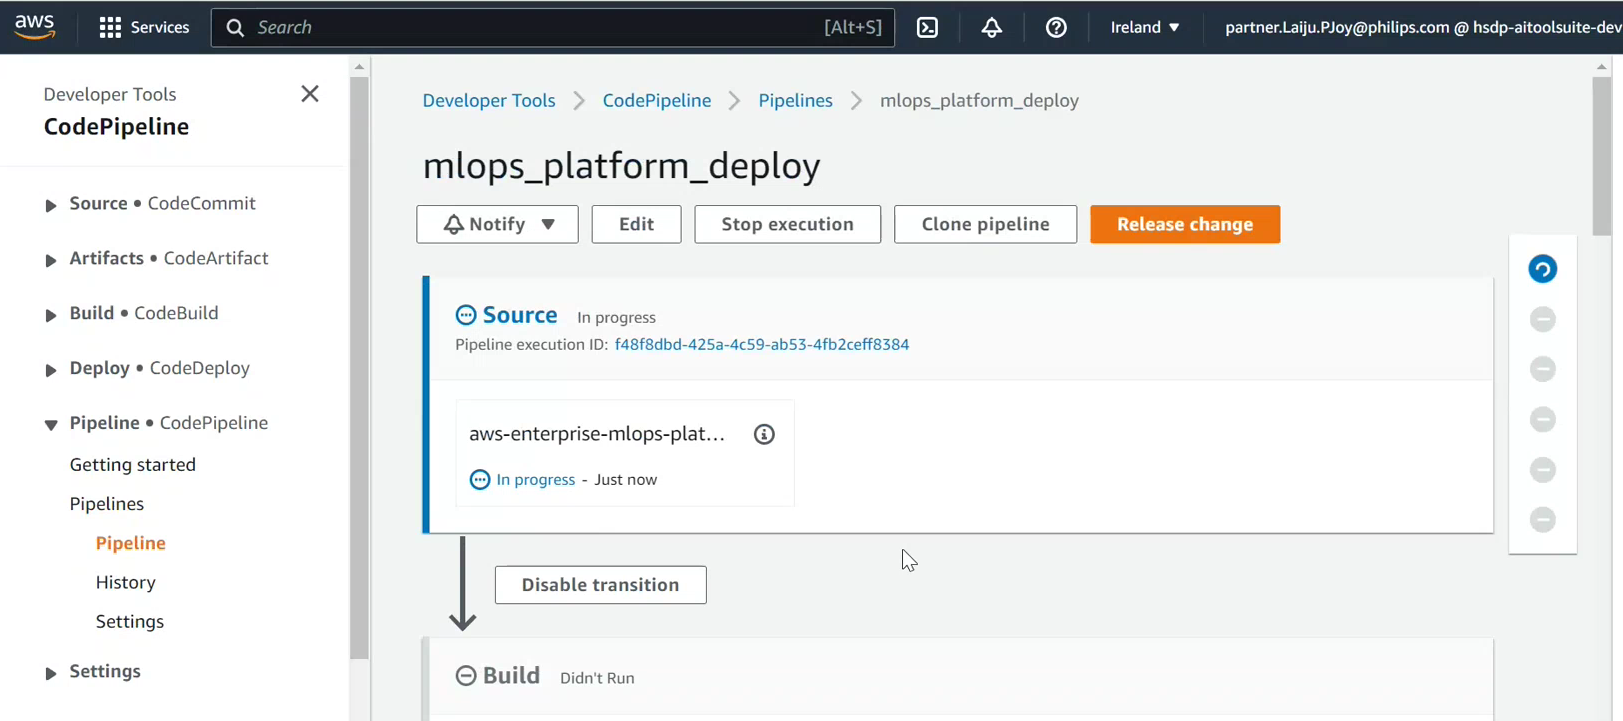 aws
Services
Search
[Alt+S]
Ireland
partner.Laiju.PJoy@philips.com @ hsdp-aitoolsuite-dev
Developer Tools
CodePipeline
Source • CodeCommit
Artifacts • CodeArtifact
Build • CodeBuild
Deploy • CodeDeploy
Pipeline • CodePipeline
Getting started
Pipelines
Pipeline
History
Settings
Settings
Developer Tools > CodePipeline > Pipelines > mlops_platform_deploy
mlops_platform_deploy
Notify
Edit
Stop execution
Clone pipeline
Release change
Source In progress
Pipeline execution ID: f48f8dbd-425a-4c59-ab53-4fb2ceff8384
aws-enterprise-mlops-plat...
In progress - Just now
Disable transition
Build Didn't Run